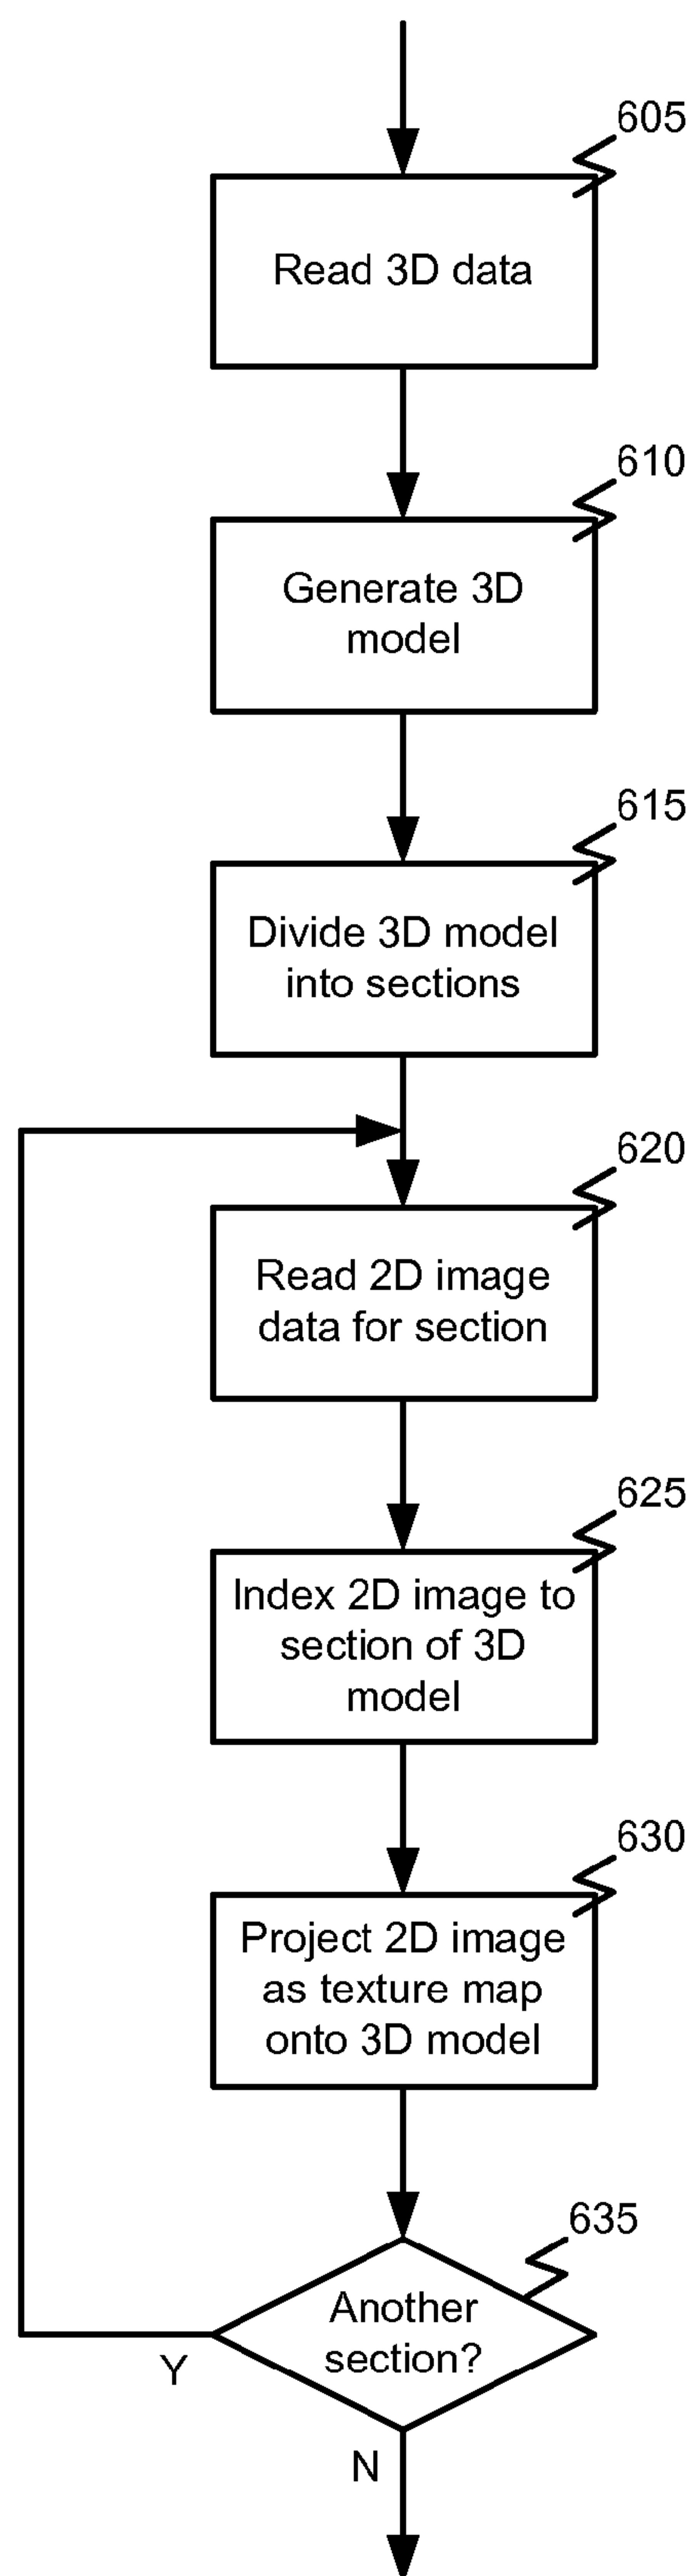 605
Read 3D data
610
Generate 3D
model
615
Divide 3D model
into sections
620
Read 2D image
data for section
625
Index 2D image to
section of 3D
model
630
Project 2D image
as texture map
onto 3D model
635
Another
section?
Y
N